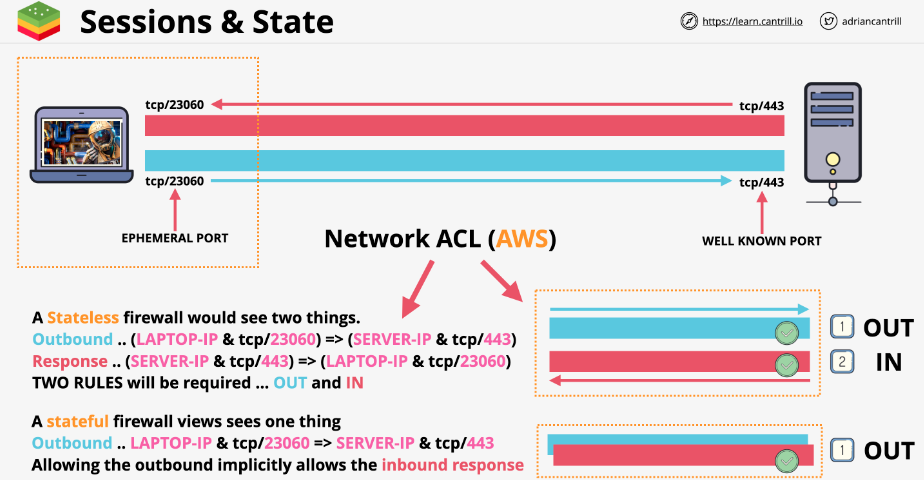 Sessions & State
https://learn.cantrill.io
adriancantrill
tcp/23060
tcp/443
tcp/23060
tcp/443
EPHEMERAL PORT
WELL KNOWN PORT
Network ACL (AWS)
A Stateless firewall would see two things.
Outbound .. (LAPTOP-IP & tcp/23060) => (SERVER-IP & tcp/443)
Response .. (SERVER-IP & tcp/443) => (LAPTOP-IP & tcp/23060)
TWO RULES will be required ... OUT and IN
1 OUT
2 IN
A stateful firewall views sees one thing
Outbound .. LAPTOP-IP & tcp/23060 => SERVER-IP & tcp/443
Allowing the outbound implicitly allows the inbound response
1 OUT